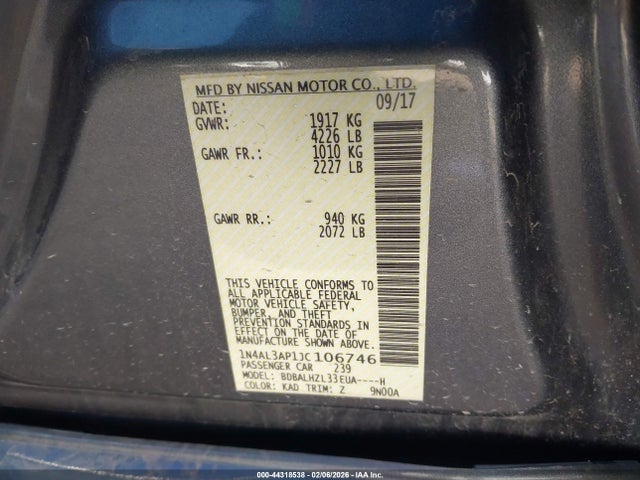 MFD BY NISSAN MOTOR CO., LTD.
DATE: 09/17
GVWR: 1917 KG
4226 LB
GAWR FR.: 1010 KG
2227 LB
GAWR RR.: 940 KG
2072 LB
THIS VEHICLE CONFORMS TO
ALL APPLICABLE FEDERAL
MOTOR VEHICLE SAFETY,
BUMPER, AND THEFT
PREVENTION STANDARDS IN
EFFECT ON THE DATE OF
MANUFACTURE SHOWN ABOVE.
1N4AL3AP1JC106746
PASSENGER CAR 239
MODEL: BDBALHZL33EUA----H
COLOR: KAD TRIM: Z 9N00A
000-44318538 - 02/06/2026 - IAA Inc.